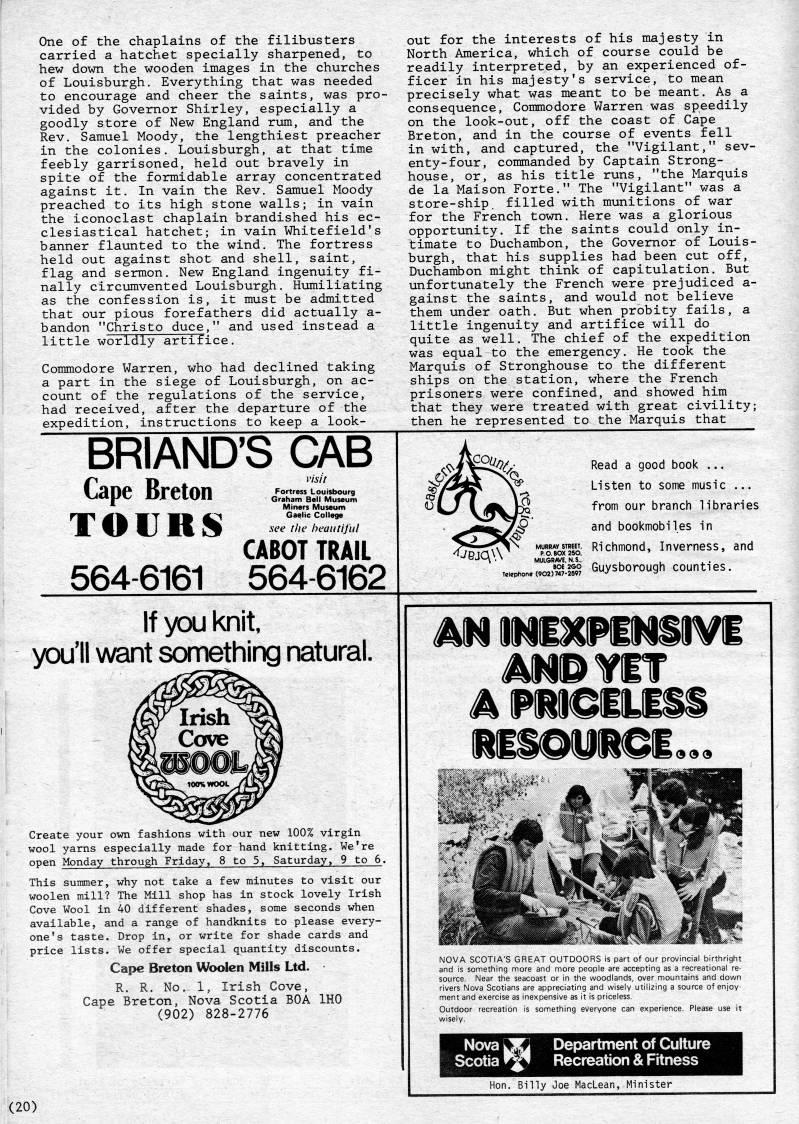 One of the chaplains of the filibusters
carried a hatchet specially sharpened, to
hew down the wooden images in the churches
of Louisburgh. Everything that was needed
to encourage and cheer the saints, was pro-
vided by Governor Shirley, especially a
goodly store of New England rum, and the
Rev. Samuel Moody, the lengthiest preacher
in the colonies. Louisburgh, at that time
feebly garrisoned, held out bravely in
spite of the formidable array concentrated
against it. In vain the Rev. Samuel Moody
preached to its high stone walls; in vain
the iconoclast chaplain brandished his ec-
clesiastical hatchet; in vain Whitefield's
banner flaunted to the wind. The fortress
held out against shot and shell, saint,
flag and sermon. New England ingenuity fi-
nally circumvented Louisburgh. Humiliating
as the confession is, it must be admitted
that our pious forefathers did actually a-
bandon "Christo duce," and used instead a
little worldly artifice.
Commodore Warren, who had declined taking
a part in the siege of Louisburgh, on ac-
count of the regulations of the service,
had received, after the departure of the
expedition, instructions to keep a look-
out for the interests of his majesty in
North America, which of course could be
readily interpreted, by an experienced of-
ficer in his majesty's service, to mean
precisely what was meant to be meant. As a
consequence, Commodore Warren was speedily
on the look-out, off the coast of Cape
Breton, and in the course of events fell
in with, and captured, the "Vigilant," sev-
enty-four, commanded by Captain Strong-
house, or, as his title runs, "the Marquis
de la Maison Forte." The "Vigilant" was a
store-ship filled with munitions of war
for the French town. Here was a glorious
opportunity. If the saints could only in-
timate to Duchambon, the Governor of Louis-
burgh, that his supplies had been cut off,
Duchambon might think of capitulation. But
unfortunately the French were prejudiced a-
gainst the saints, and would not believe
them under oath. But when probity fails, a
little ingenuity and artifice will do
quite as well. The chief of the expedition
was equal to the emergency. He took the
Marquis of Stronghouse to the different
ships on the station, where the French
prisoners were confined, and showed him
that they were treated with great civility;
then he represented to the Marquis that
BRIAND'S CAB
Cape Breton
TOURS
visit
Fortress Louisbourg
Graham Bell Museum
Miners Museum
Gaelic College
see the beautiful
CABOT TRAIL
564-6161 564-6162
eastern counties regional library
MURRAY STREET,
P.O. BOX 250,
MULGRAVE, N.S.,
BOE 2GO
Telephone (902) 747-2597
Read a good book ...
Listen to some music ...
from our branch libraries
and bookmobiles in
Richmond, Inverness, and
Guysborough counties.
If you knit,
you'll want something natural.
Irish
Cove
WOOL
100% WOOL
Create your own fashions with our new 100% virgin
wool yarns especially made for hand knitting. We're
open Monday through Friday, 8 to 5, Saturday, 9 to 6.
This summer, why not take a few minutes to visit our
woolen mill? The Mill shop has in stock lovely Irish
Cove Wool in 40 different shades, some seconds when
available, and a range of handknits to please every-
one's taste. Drop in, or write for shade cards and
price lists. We offer special quantity discounts.
Cape Breton Woolen Mills Ltd.
R. R. No. 1, Irish Cove,
Cape Breton, Nova Scotia B0A 1H0
(902) 828-2776
AN INEXPENSIVE
AND YET
A PRICELESS
RESOURCE...
NOVA SCOTIA'S GREAT OUTDOORS is part of our provincial birthright
and is something more and more people are accepting as a recreational re-
source. Near the seacoast or in the woodlands, over mountains and down
rivers Nova Scotians are appreciating and wisely utilizing a source of enjoy-
ment and exercise as inexpensive as it is priceless.
Outdoor recreation is something everyone can experience. Please use it
wisely.
Nova
Scotia
Department of Culture
Recreation & Fitness
Hon. Billy Joe MacLean, Minister
(20)